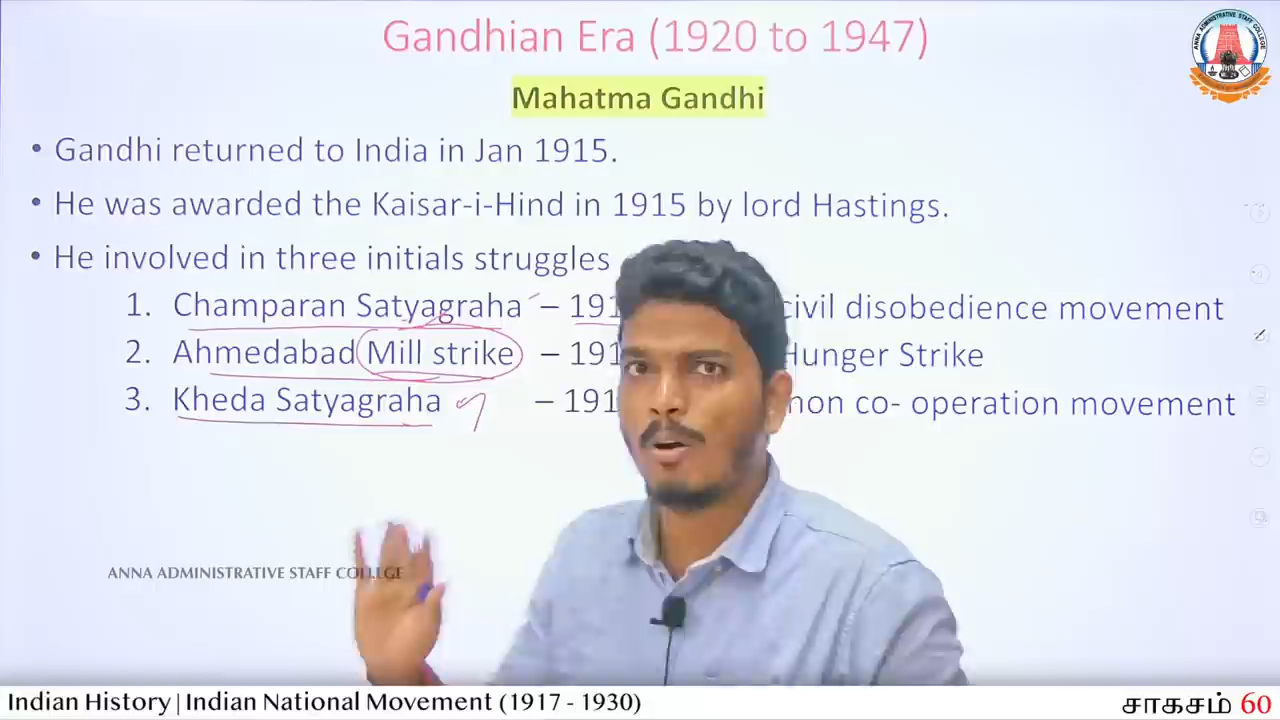 Gandhian Era (1920 to 1947)
Mahatma Gandhi
• Gandhi returned to India in Jan 1915.
• He was awarded the Kaisar-i-Hind in 1915 by lord Hastings.
• He involved in three initials struggles
1. Champaran Satyagraha – 191 civil disobedience movement
2. Ahmedabad Mill strike – 191 Hunger Strike
3. Kheda Satyagraha – 191 non co- operation movement
ANNA ADMINISTRATIVE STAFF COLLEGE
Indian History | Indian National Movement (1917 - 1930)
சாகசம் 60